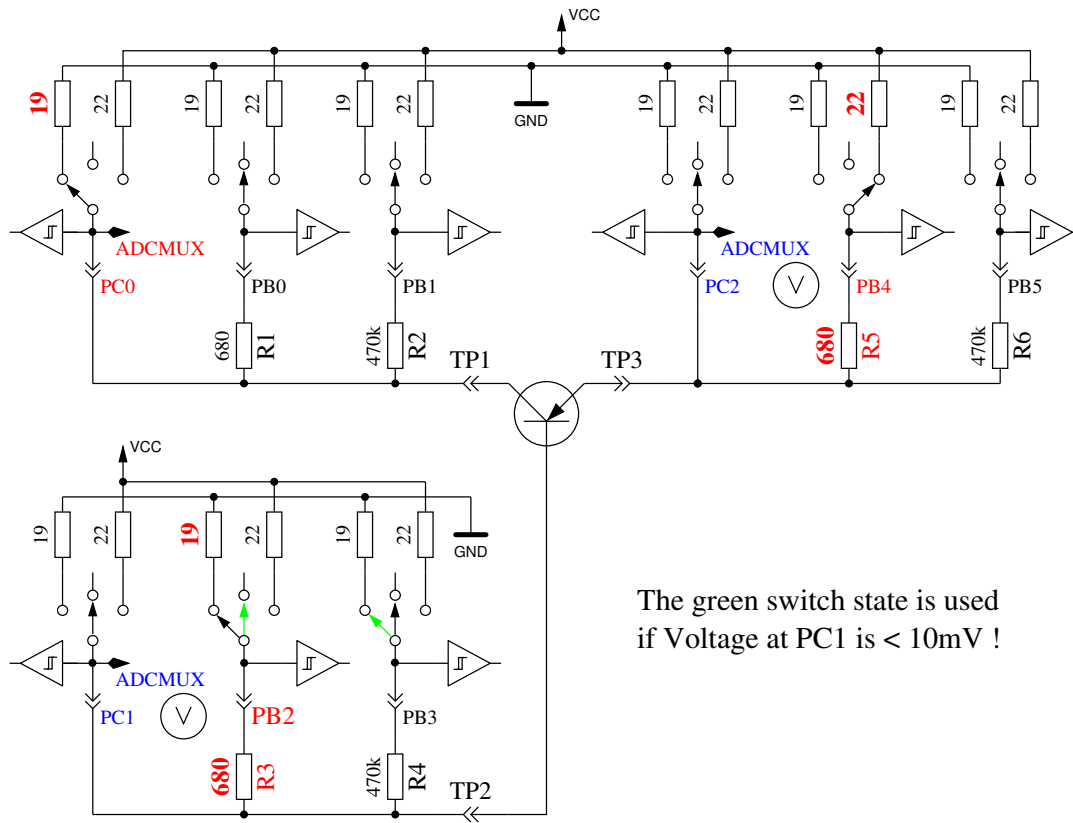 VCC
19
22
19
22
19
22
GND
19
22
19
22
19
22
ADCMUX
PC0
PB0
PB1
ADCMUX
PC2
V
PB4
PB5
680
R1
470k
R2
TP1
TP3
680
R5
470k
R6
VCC
19
22
19
22
19
22
GND
The green switch state is used
if Voltage at PC1 is < 10mV !
ADCMUX
PC1
V
PB2
PB3
680
R3
470k
R4
TP2